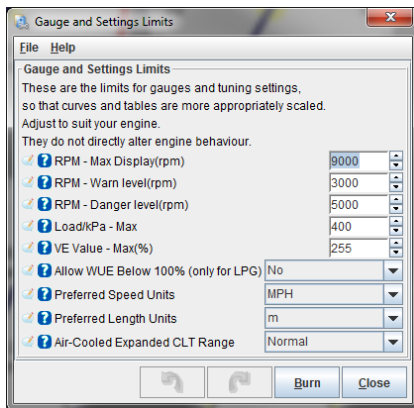 Gauge and Settings Limits
File Help
Gauge and Settings Limits
These are the limits for gauges and tuning settings,
so that curves and tables are more appropriately scaled.
Adjust to suit your engine.
They do not directly alter engine behaviour.
RPM - Max Display(rpm) 9000
RPM - Warn level(rpm) 3000
RPM - Danger level(rpm) 5000
Load/kPa - Max 400
VE Value - Max(%) 255
Allow WUE Below 100% (only for LPG) No
Preferred Speed Units MPH
Preferred Length Units m
Air-Cooled Expanded CLT Range Normal
Burn Close